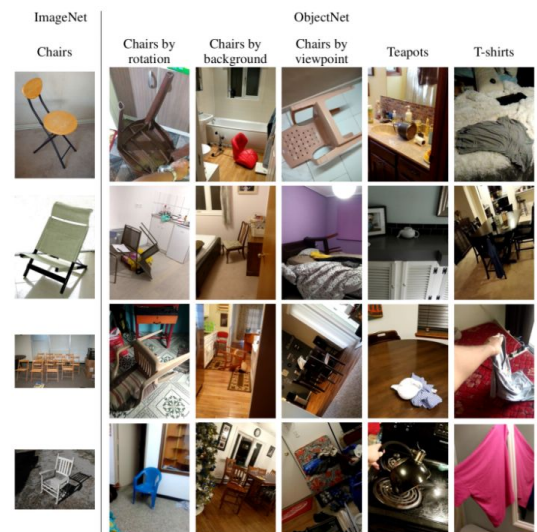 ImageNet
ObjectNet
Chairs
Chairs by
rotation
Chairs by
background
Chairs by
viewpoint
Teapots
T-shirts